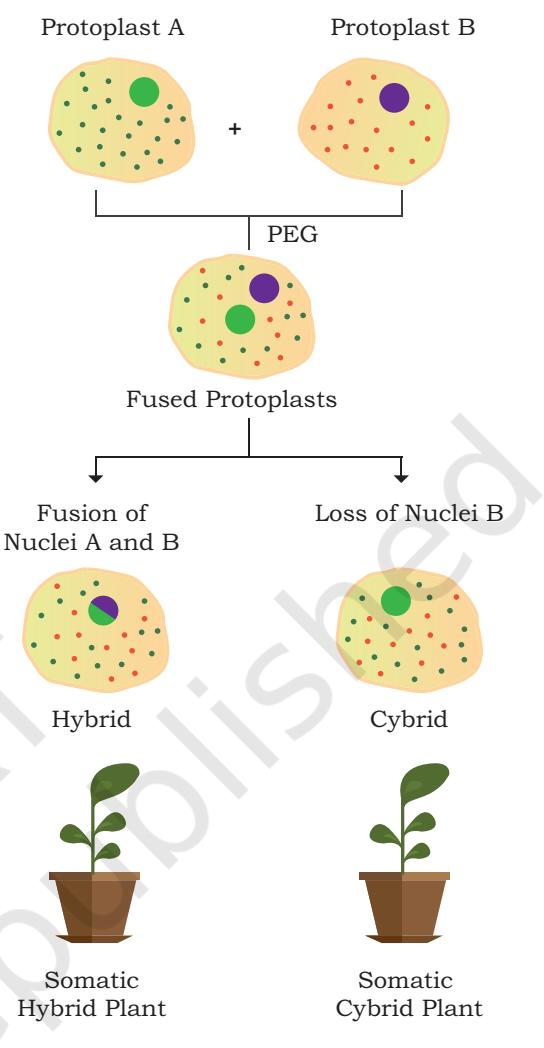 Protoplast A
Protoplast B
+
PEG
Fused Protoplasts
Fusion of
Nuclei A and B
Loss of Nuclei B
Hybrid
Cybrid
Somatic
Hybrid Plant
Somatic
Cybrid Plant